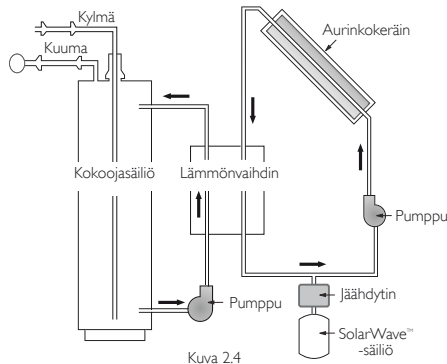 Kylmä
Kuuma
Aurinkokeräin
Kokoojasäiliö
Lämmönvaihdin
Pumppu
Pumppu
Jäähdytin
SolarWave™
-säiliö
Kuva 2.4